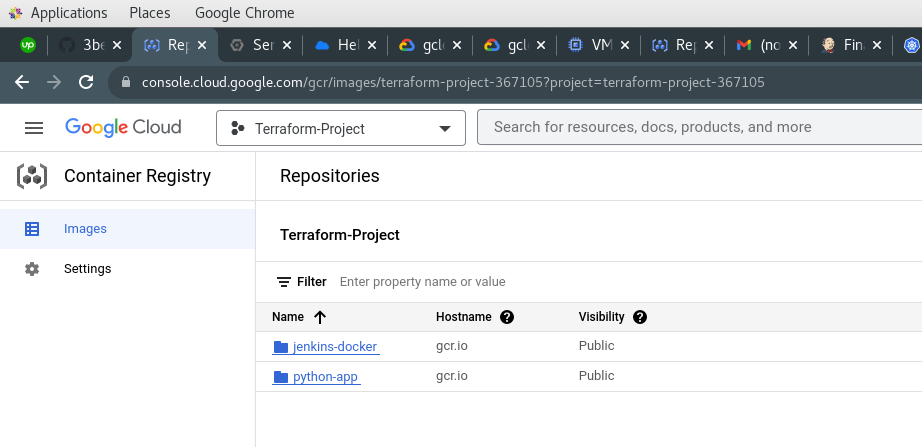 Applications Places Google Chrome
up 3be Rep Ser Hel gcl gcl VM Rep (no Fin
console.cloud.google.com/gcr/images/terraform-project-367105?project=terraform-project-367105
Google Cloud Terraform-Project Search for resources, docs, products, and more
Container Registry Repositories
Images
Settings
Terraform-Project
Filter Enter property name or value
Name Hostname Visibility
jenkins-docker gcr.io Public
python-app gcr.io Public